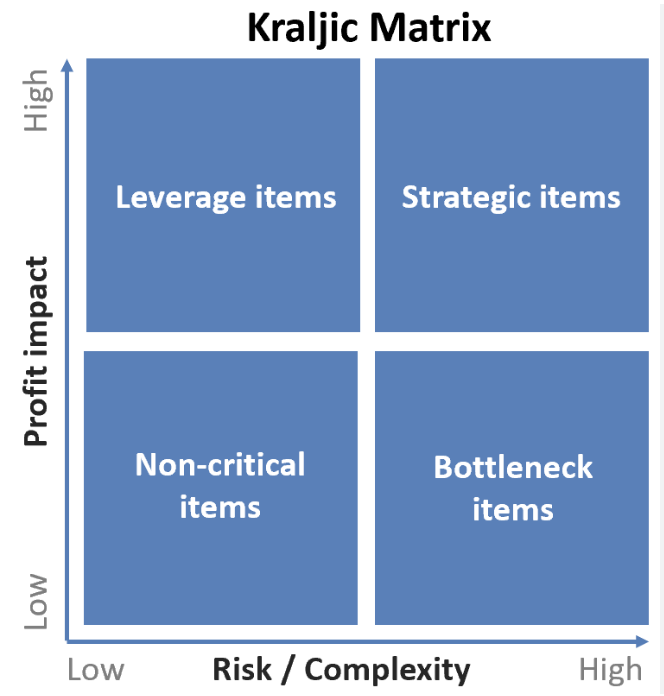 Kraljic Matrix
High
Leverage items
Strategic items
Profit impact
Non-critical
items
Bottleneck
items
Low
Low
Risk / Complexity
High